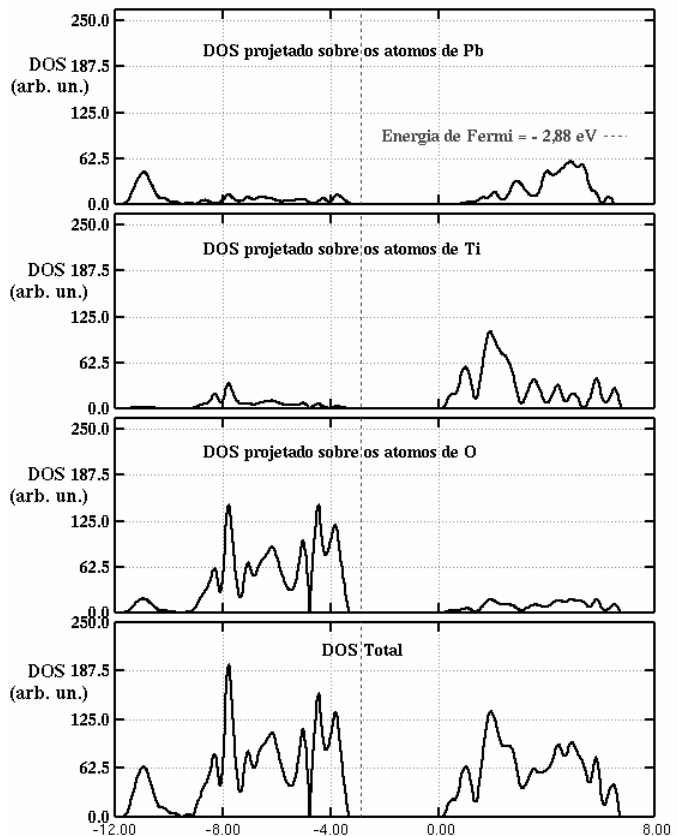 250.0
DOS projetado sobre os atomos de Pb
DOS 187.5
(arb. un.)
125.0
Energia de Fermi = - 2,88 eV
62.5
0.0
250.0
DOS projetado sobre os atomos de Ti
DOS 187.5
(arb. un.)
125.0
62.5
0.0
250.0
DOS projetado sobre os atomos de O
DOS 187.5
(arb. un.)
125.0
62.5
0.0
250.0
DOS Total
DOS 187.5
(arb. un.)
125.0
62.5
0.0
-12.00 -8.00 -4.00 0.00 4.00 8.00